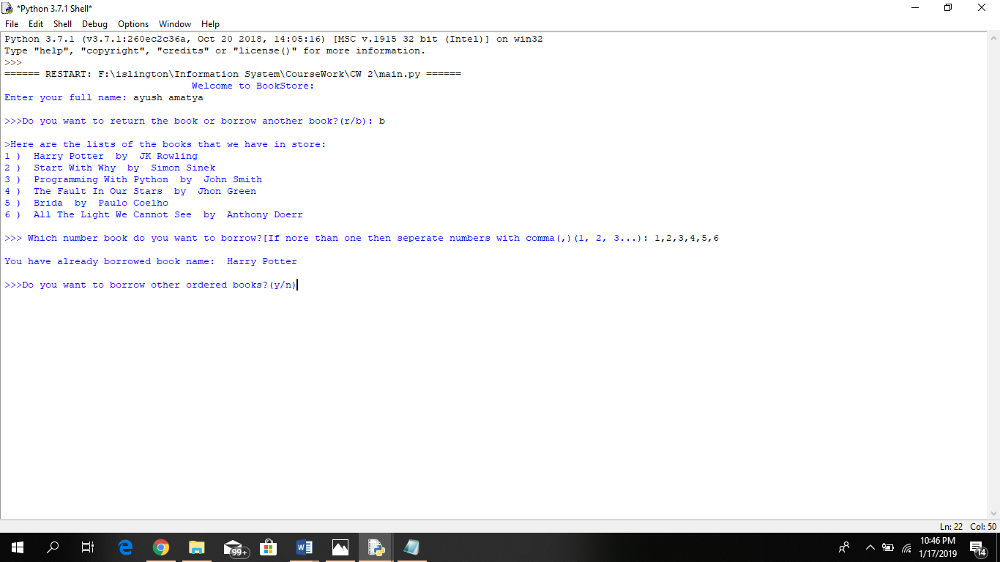 *Python 3.7.1 Shell*
File Edit Shell Debug Options Window Help
Python 3.7.1 (v3.7.1:260ec2c36a, Oct 20 2018, 14:05:16) [MSC v.1915 32 bit (Intel)] on win32
Type "help", "copyright", "credits" or "license()" for more information.
>>>
====== RESTART: F:\islington\Information System\CourseWork\CW 2\main.py ======
Welcome to BookStore:
Enter your full name: ayush amatya
>>>Do you want to return the book or borrow another book?(r/b): b
>Here are the lists of the books that we have in store:
1 )  Harry Potter  by  JK Rowling
2 )  Start With Why  by  Simon Sinek
3 )  Programming With Python  by  John Smith
4 )  The Fault In Our Stars  by  Jhon Green
5 )  Brida  by  Paulo Coelho
6 )  All The Light We Cannot See  by  Anthony Doerr
>>> Which number book do you want to borrow?[If nore than one then seperate numbers with comma(,)(1, 2, 3...): 1,2,3,4,5,6
You have already borrowed book name:  Harry Potter
>>>Do you want to borrow other ordered books?(y/n)
Ln: 22 Col: 50
99+
10:46 PM
1/17/2019
14